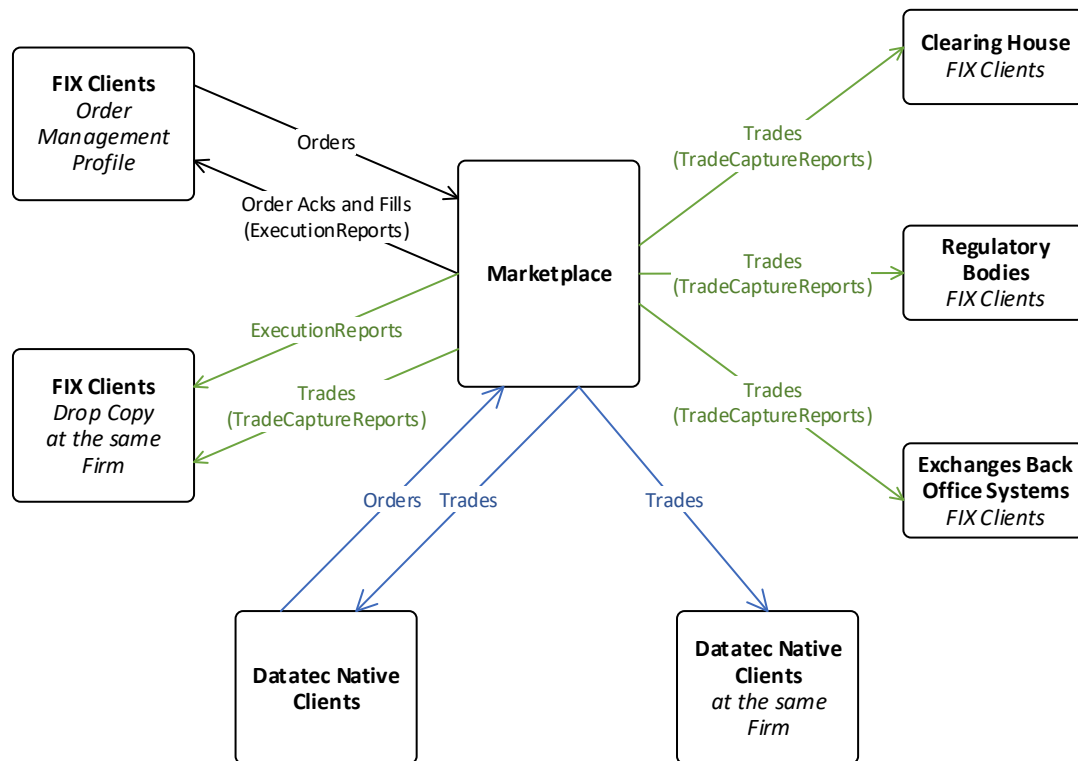 FIX Clients
Order
Management
Profile
Orders
Order Acks and Fills
(ExecutionReports)
Marketplace
ExecutionReports
Trades
(TradeCaptureReports)
FIX Clients
Drop Copy
at the same
Firm
Clearing House
FIX Clients
Trades
(TradeCaptureReports)
Regulatory
Bodies
FIX Clients
Trades
(TradeCaptureReports)
Trades
(TradeCaptureReports)
Exchanges Back
Office Systems
FIX Clients
Orders
Trades
Trades
Datatec Native
Clients
Datatec Native
Clients
at the same
Firm